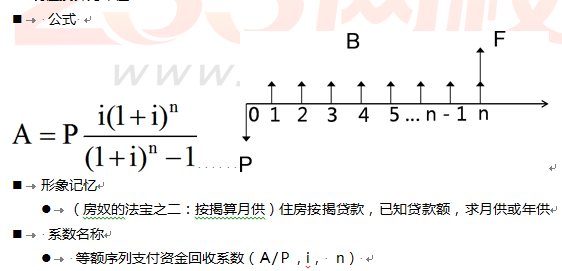 公式
B
F
0 1 2 3 4 5 ... n - 1 n
P
A = P i(1+i)^n / (1+i)^n − 1
形象记忆
（房奴的法宝之二：按揭算月供）住房按揭贷款，已知贷款额，求月供或年供
系数名称
等额序列支付资金回收系数（A/P，i，n）